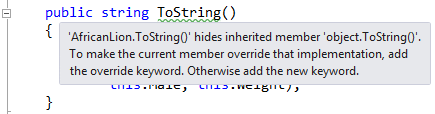 public string ToString()
{
'AfricanLion.ToString()' hides inherited member 'object.ToString()'.
To make the current member override that implementation, add
the override keyword. Otherwise add the new keyword.
this.Male, this.Weight);
}